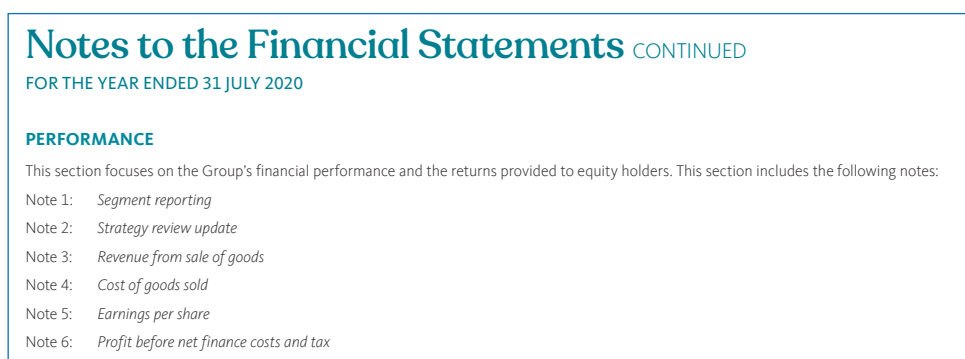 Notes to the Financial Statements CONTINUED
FOR THE YEAR ENDED 31 JULY 2020
PERFORMANCE
This section focuses on the Group's financial performance and the returns provided to equity holders. This section includes the following notes:
Note 1: Segment reporting
Note 2: Strategy review update
Note 3: Revenue from sale of goods
Note 4: Cost of goods sold
Note 5: Earnings per share
Note 6: Profit before net finance costs and tax